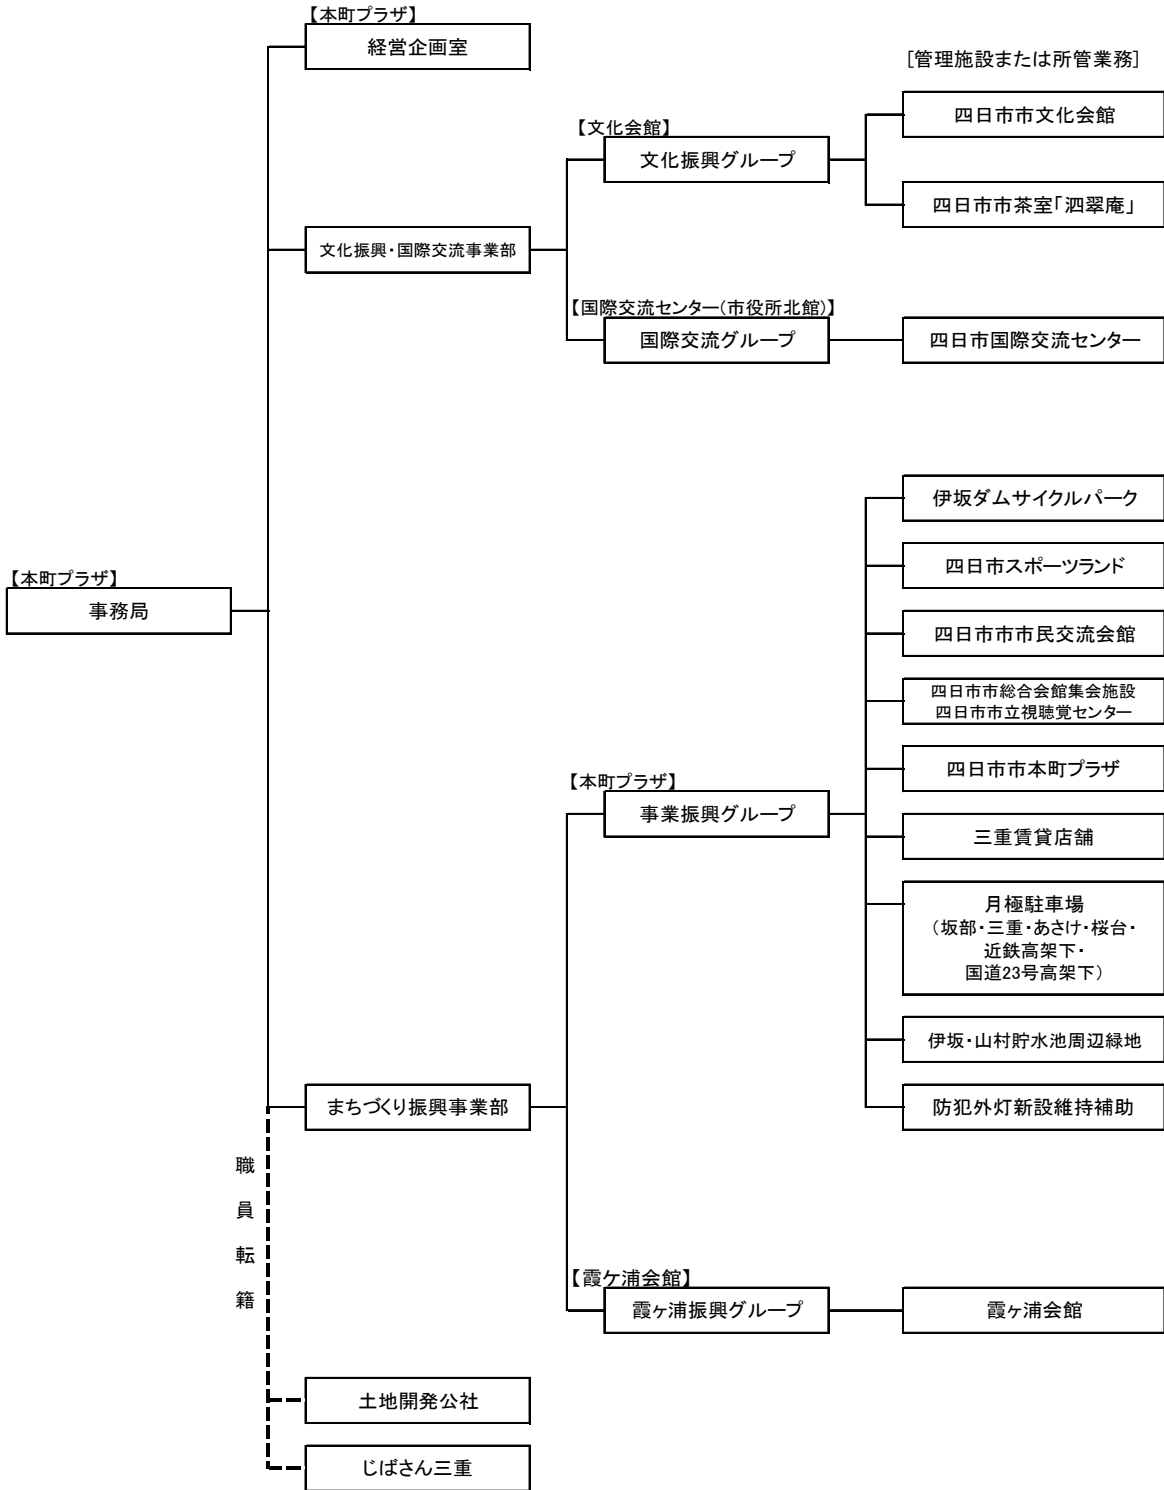 【本町プラザ】
経営企画室
[管理施設または所管業務]
四日市市文化会館
【文化会館】
文化振興グループ
四日市市茶室「泗翠庵」
文化振興・国際交流事業部
【国際交流センター(市役所北館)】
国際交流グループ
四日市国際交流センター
伊坂ダムサイクルパーク
四日市スポーツランド
【本町プラザ】
事務局
四日市市市民交流会館
四日市市総合会館集会施設
四日市市立視聴覚センター
四日市市本町プラザ
【本町プラザ】
事業振興グループ
三重賃貸店舗
月極駐車場
(坂部・三重・あさけ・桜台・
近鉄高架下・
国道23号高架下)
伊坂・山村貯水池周辺緑地
まちづくり振興事業部
防犯外灯新設維持補助
職員転籍
【霞ケ浦会館】
霞ヶ浦振興グループ
霞ヶ浦会館
土地開発公社
じばさん三重